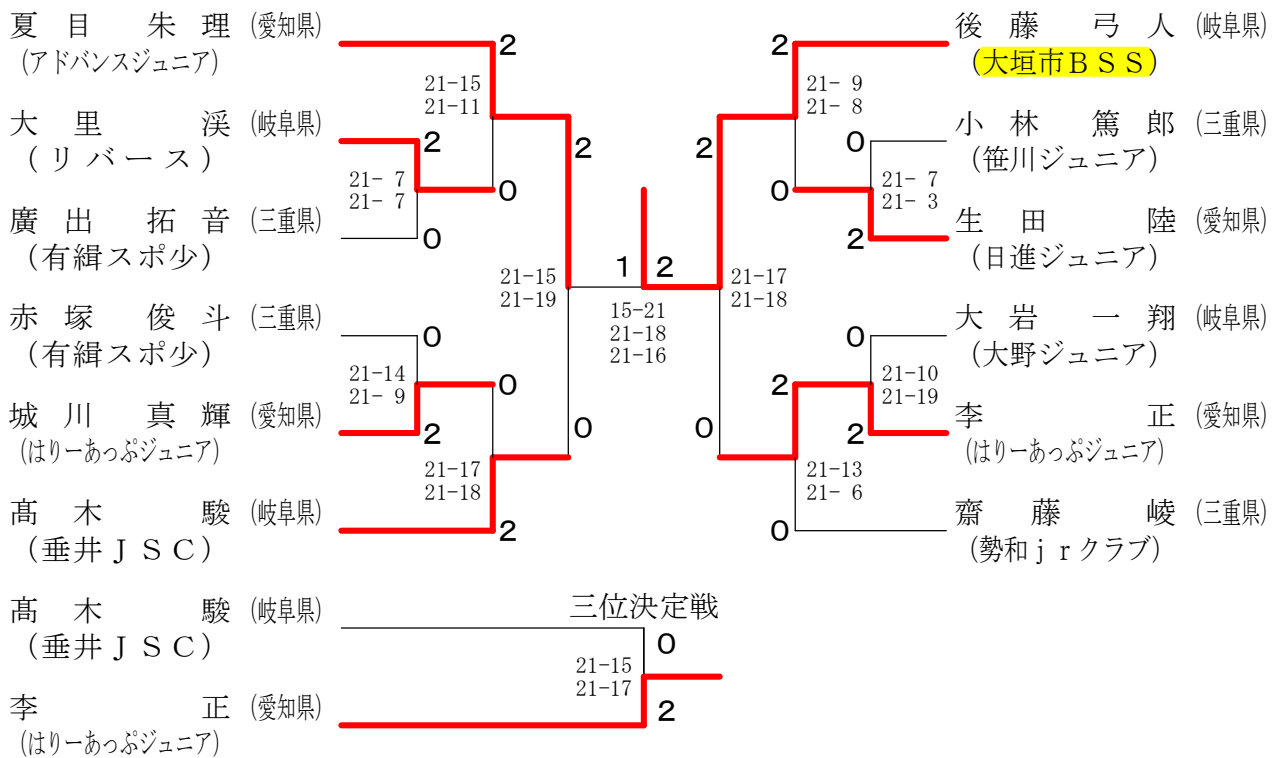 夏目 朱理 (愛知県)
(アドバンスジュニア)
2
21-15
21-11
大里 渓 (岐阜県)
(リバース)
2
21- 7
21- 7
0
廣出 拓音 (三重県)
(有緝スポ少)
0
2
21-15
21-19
赤塚 俊斗 (三重県)
(有緝スポ少)
0
21-14
21- 9
0
城川 真輝 (愛知県)
(はりーあっぷジュニア)
2
21-17
21-18
0
髙木 駿 (岐阜県)
(垂井JSC)
2
1 2
15-21
21-18
21-16
後藤 弓人 (岐阜県)
(大垣市BSS)
2
21- 9
21- 8
小林 篤郎 (三重県)
(笹川ジュニア)
0
21- 7
21- 3
0
生田 陸 (愛知県)
(日進ジュニア)
2
2
21-17
21-18
大岩 一翔 (岐阜県)
(大野ジュニア)
0
21-10
21-19
2
李 正 (愛知県)
(はりーあっぷジュニア)
2
0
21-13
21- 6
齋藤 崚 (三重県)
(勢和jrクラブ)
0
三位決定戦
髙木 駿 (岐阜県)
(垂井JSC)
0
21-15
21-17
李 正 (愛知県)
(はりーあっぷジュニア)
2